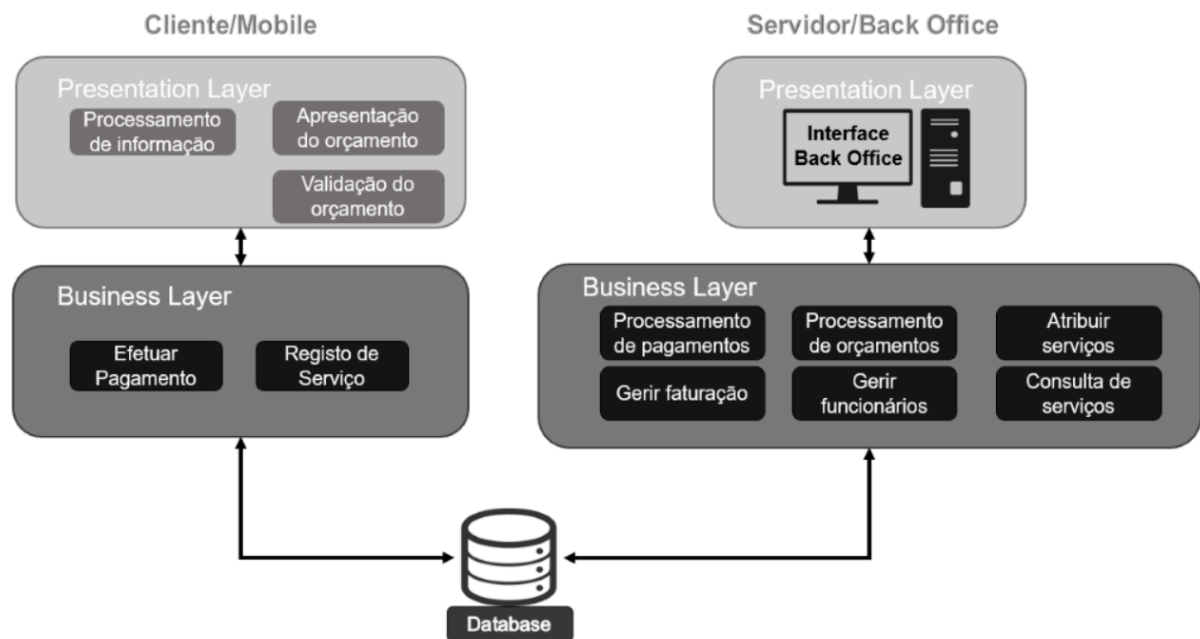 Cliente/Mobile
Presentation Layer
Processamento
de informação
Apresentação
do orçamento
Validação do
orçamento
Business Layer
Efetuar
Pagamento
Registo de
Serviço
Servidor/Back Office
Presentation Layer
Interface
Back Office
Business Layer
Processamento
de pagamentos
Processamento
de orçamentos
Atribuir
serviços
Gerir faturação
Gerir
funcionários
Consulta de
serviços
Database